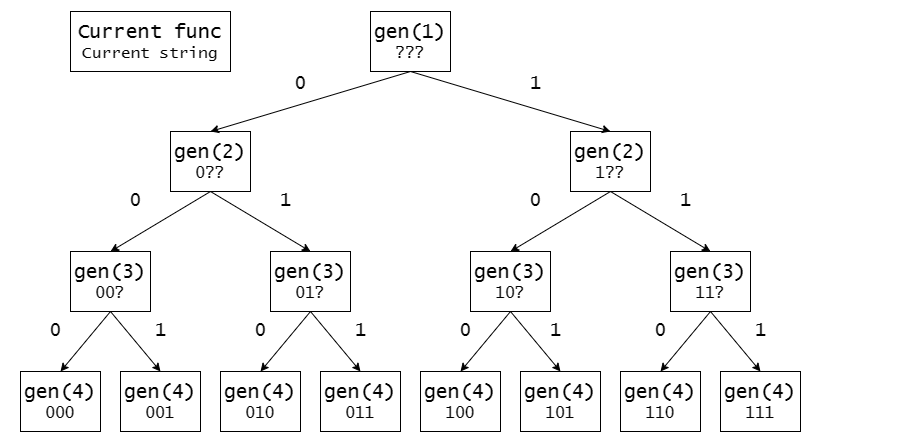 Current func
Current string
gen(1)
???
0
1
gen(2)
0??
gen(2)
1??
0
1
0
1
gen(3)
00?
gen(3)
01?
gen(3)
10?
gen(3)
11?
0
1
0
1
0
1
0
1
gen(4)
000
gen(4)
001
gen(4)
010
gen(4)
011
gen(4)
100
gen(4)
101
gen(4)
110
gen(4)
111